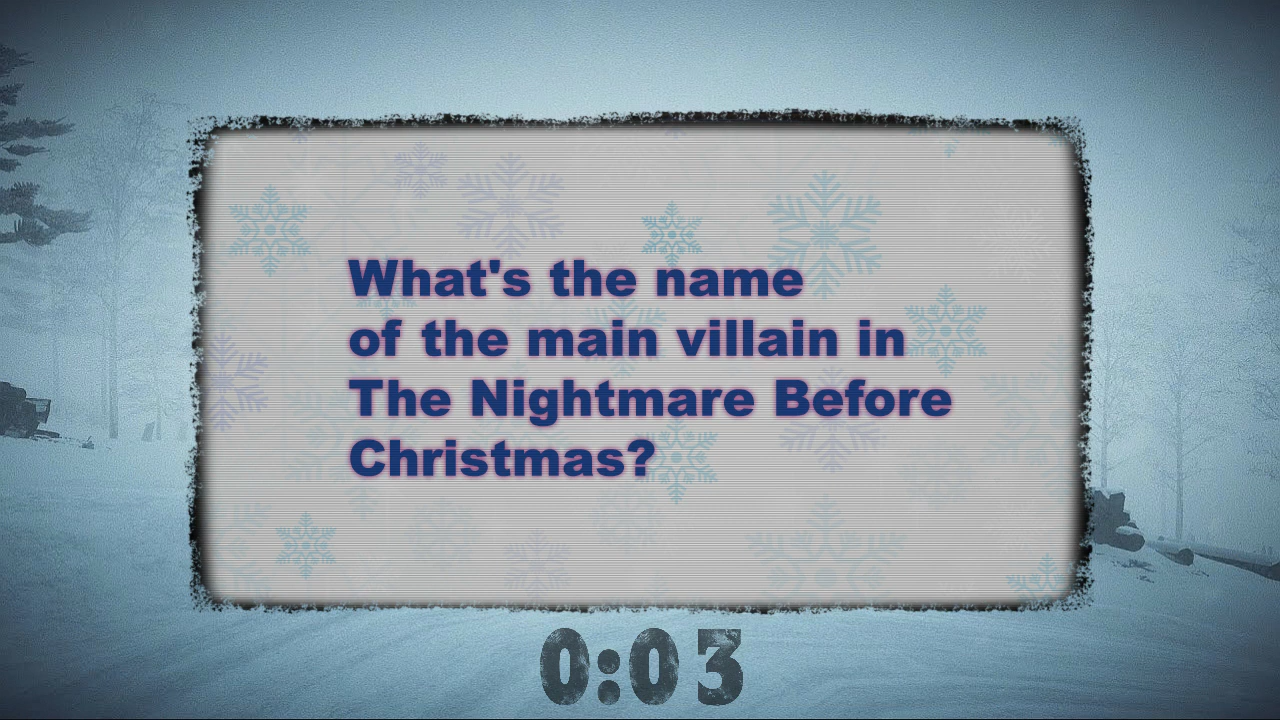 What's the name
of the main villain in
The Nightmare Before
Christmas?
0:03